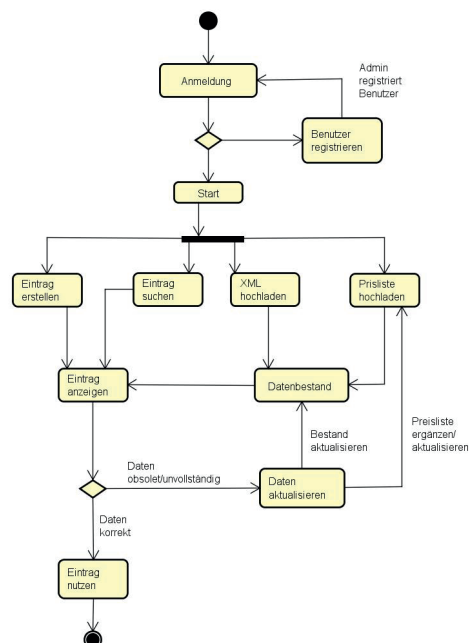 Anmeldung
Admin
registriert
Benutzer
Benutzer
registrieren
Start
Eintrag
erstellen
Eintrag
suchen
XML
hochladen
Prisliste
hochladen
Eintrag
anzeigen
Datenbestand
Bestand
aktualisieren
Preisliste
ergänzen/
aktualisieren
Daten
obsolet/unvollständig
Daten
aktualisieren
Daten
korrekt
Eintrag
nutzen